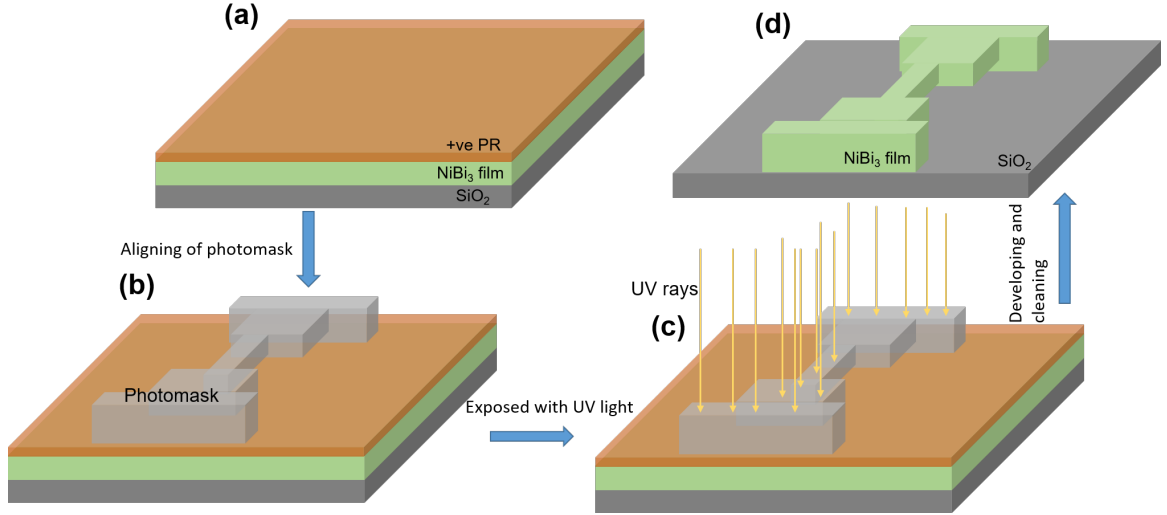 (a)
+ve PR
NiBi₃ film
SiO₂
Aligning of photomask
(b)
Photomask
Exposed with UV light
(d)
NiBi₃ film
SiO₂
UV rays
(c)
Developing and
cleaning